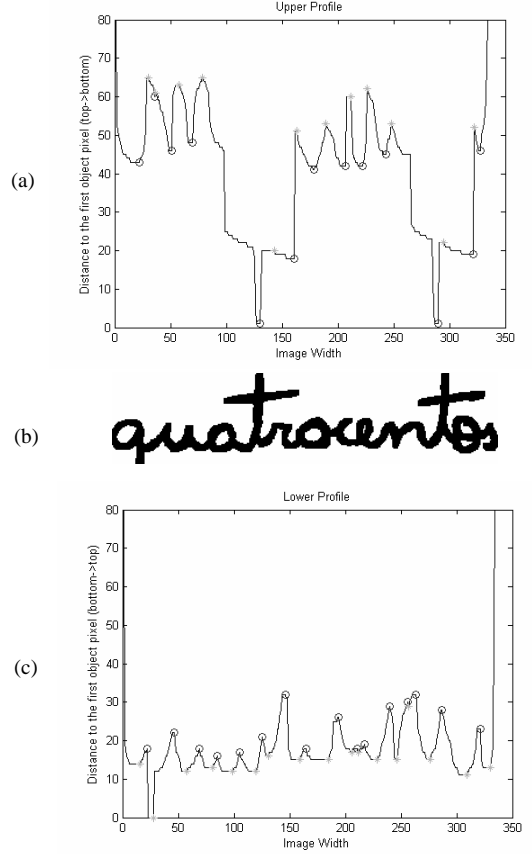 Upper Profile
80
70
60
50
40
30
20
10
0
Distance to the first object pixel (top->bottom)
0 50 100 150 200 250 300 350
Image Width
(a)
(b)
quatrocentos
Lower Profile
80
70
60
50
40
30
20
10
0
Distance to the first object pixel (bottom->top)
0 50 100 150 200 250 300 350
Image Width
(c)